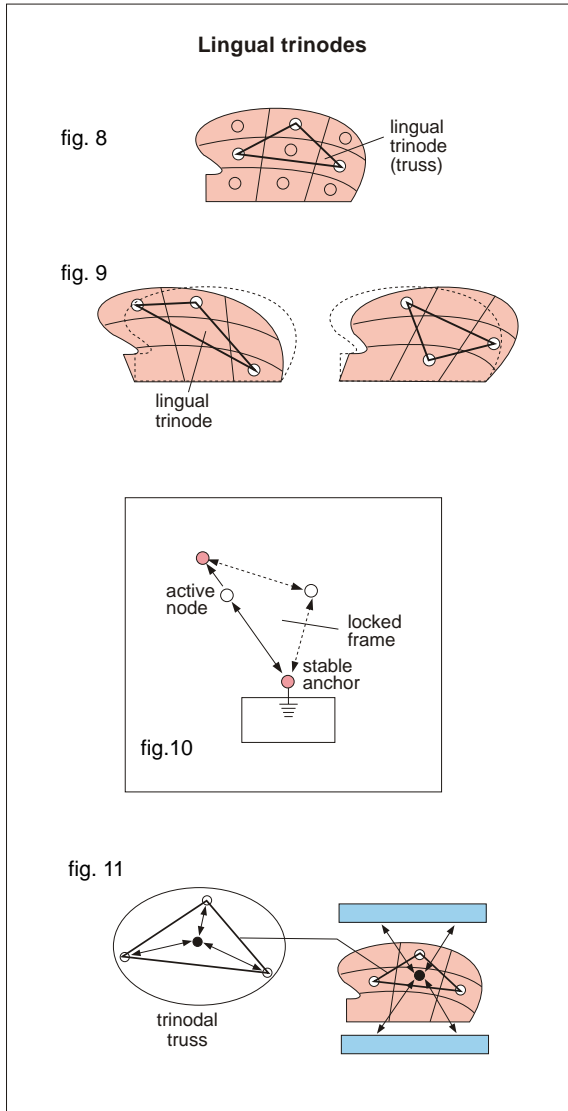 Lingual trinodes
fig. 8
lingual
trinode
(truss)
fig. 9
lingual
trinode
active
node
locked
frame
stable
anchor
fig.10
fig. 11
trinodal
truss